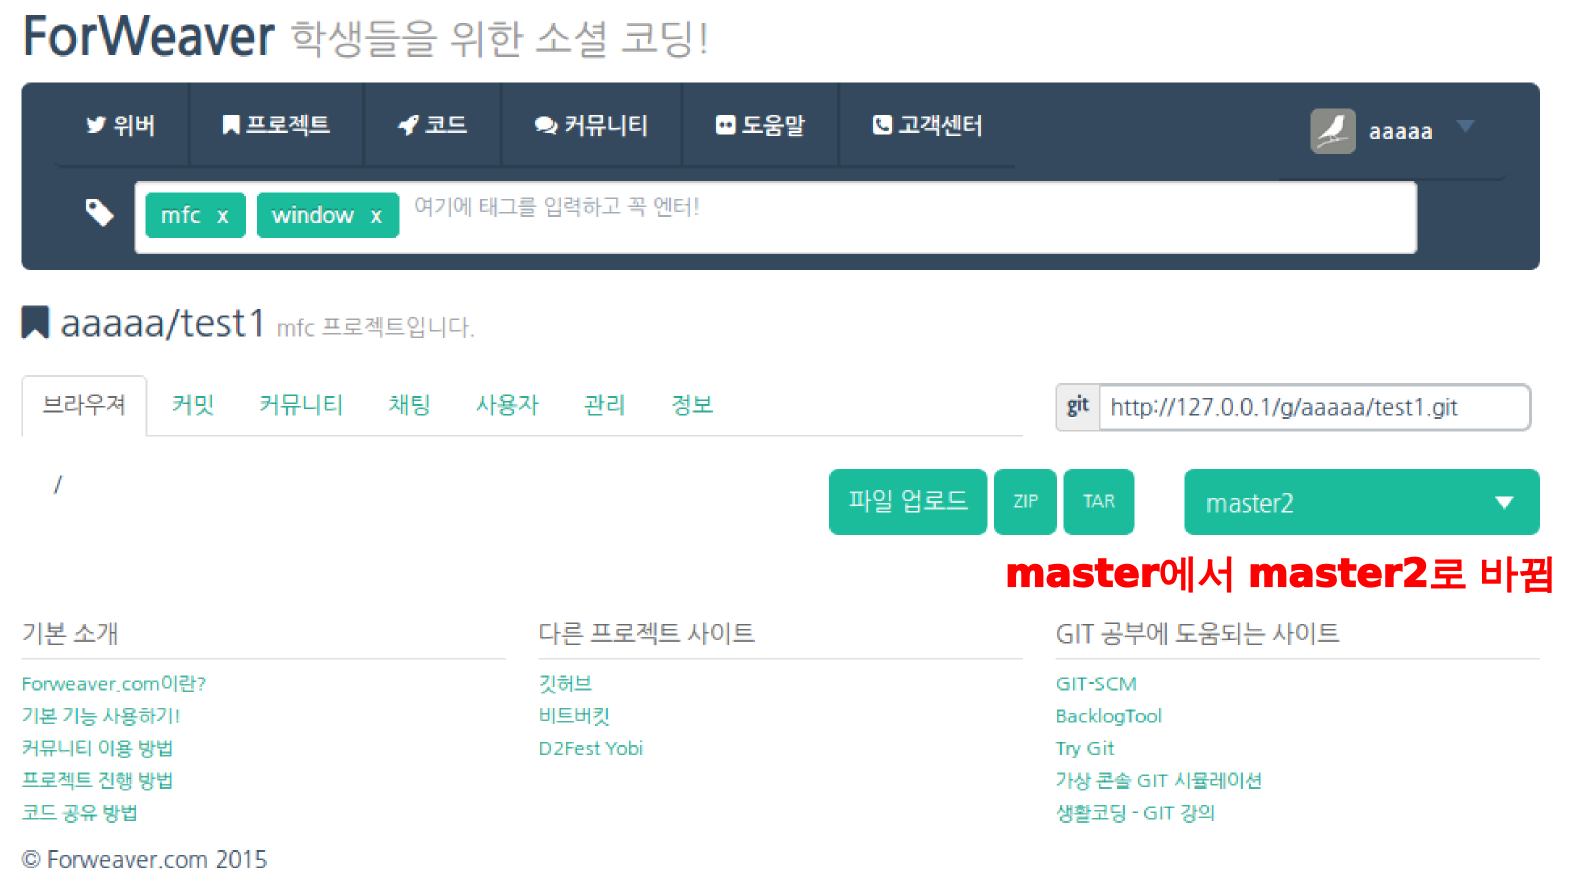 ForWeaver 학생들을 위한 소셜 코딩!
위버 프로젝트 코드 커뮤니티 도움말 고객센터 aaaaa
mfc x window x 여기에 태그를 입력하고 꼭 엔터!
aaaaa/test1 mfc 프로젝트입니다.
브라우져 커밋 커뮤니티 채팅 사용자 관리 정보 git http://127.0.0.1/g/aaaaa/test1.git
/ 파일 업로드 ZIP TAR master2
master에서 master2로 바뀜
기본 소개
Forweaver.com이란?
기본 기능 사용하기!
커뮤니티 이용 방법
프로젝트 진행 방법
코드 공유 방법
다른 프로젝트 사이트
깃허브
비트버킷
D2Fest Yobi
GIT 공부에 도움되는 사이트
GIT-SCM
BacklogTool
Try Git
가상 콘솔 GIT 시뮬레이션
생활코딩 - GIT 강의
© Forweaver.com 2015